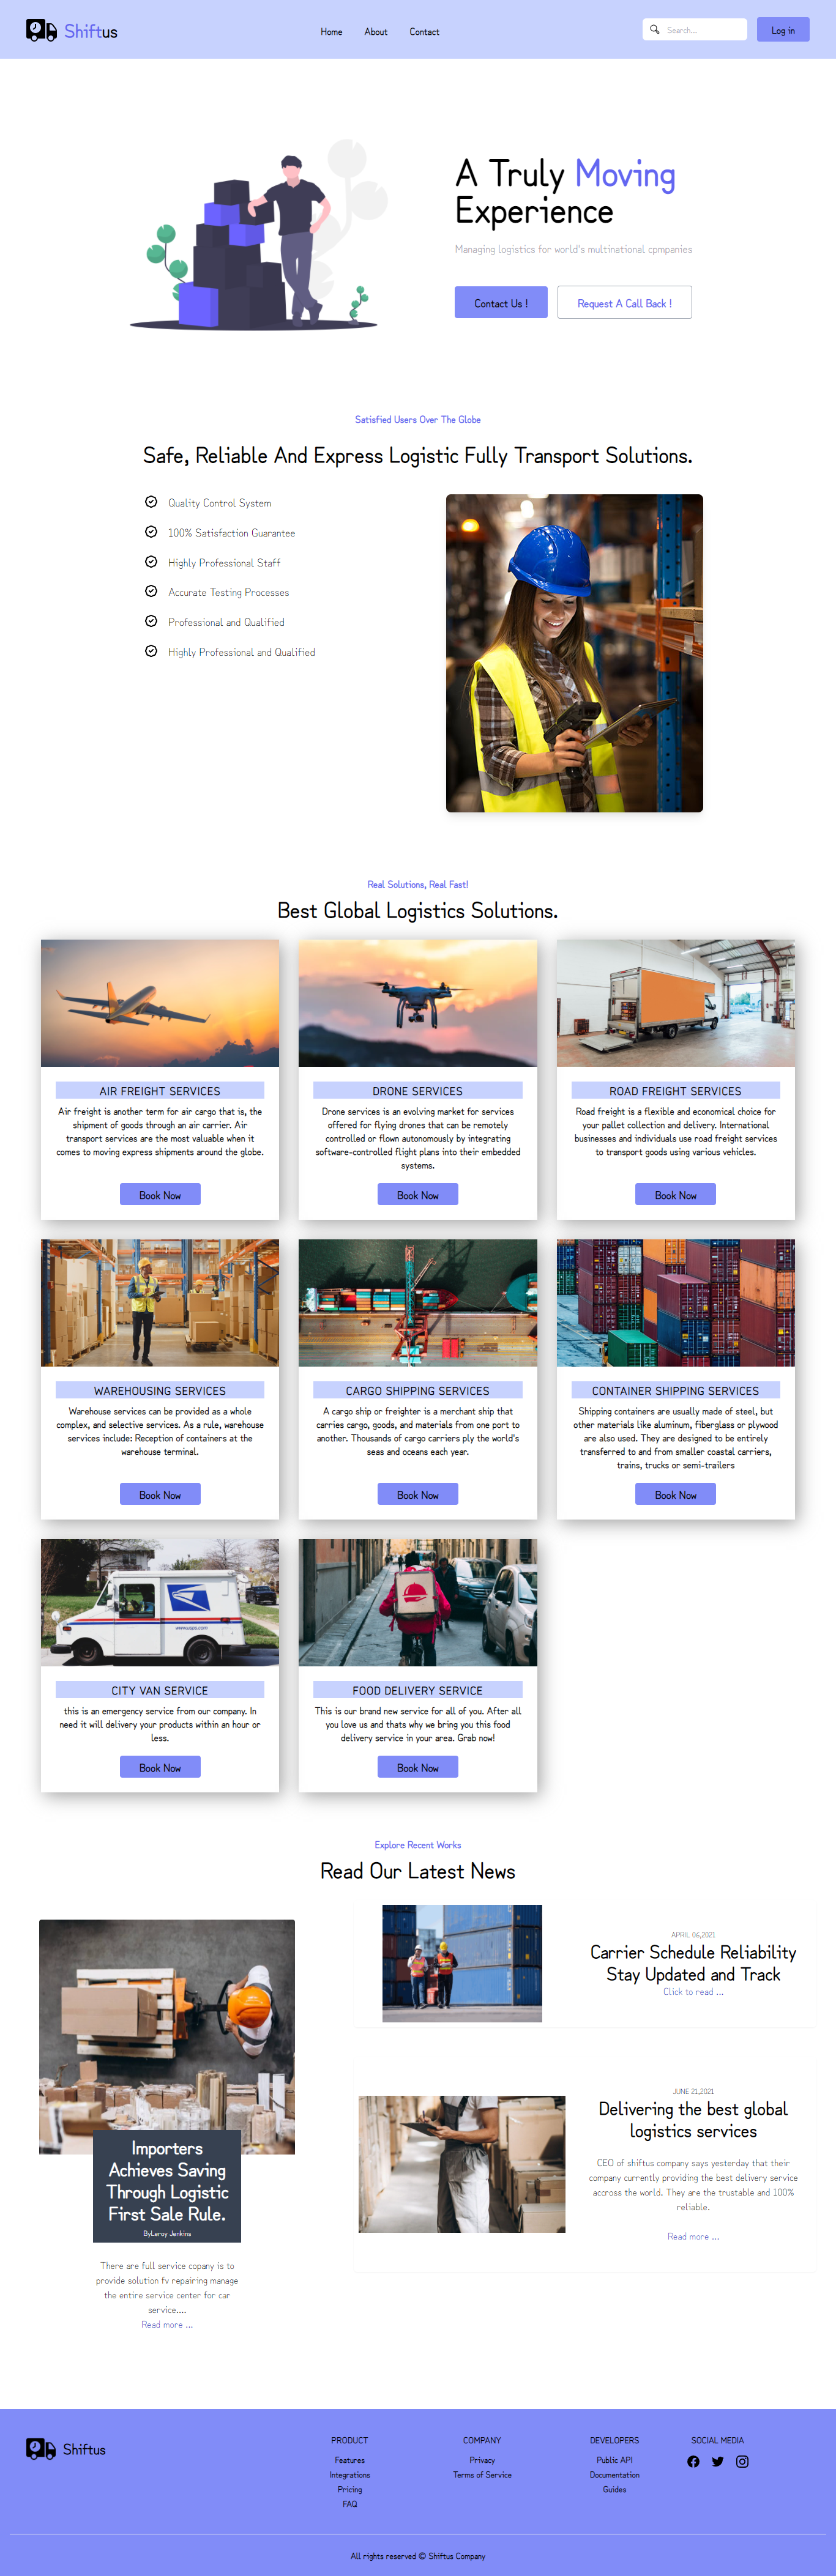 Shiftus
Home
About
Contact
Search...
Log in
A Truly Moving
Experience
Managing logistics for world's multinational cpmpanies
Contact Us !
Request A Call Back !
Satisfied Users Over The Globe
Safe, Reliable And Express Logistic Fully Transport Solutions.
Quality Control System
100% Satisfaction Guarantee
Highly Professional Staff
Accurate Testing Processes
Professional and Qualified
Highly Professional and Qualified
Real Solutions, Real Fast!
Best Global Logistics Solutions.
AIR FREIGHT SERVICES
Air freight is another term for air cargo that is, the
shipment of goods through an air carrier. Air
transport services are the most valuable when it
comes to moving express shipments around the globe.
Book Now
DRONE SERVICES
Drone services is an evolving market for services
offered for flying drones that can be remotely
controlled or flown autonomously by integrating
software-controlled flight plans into their embedded
systems.
Book Now
ROAD FREIGHT SERVICES
Road freight is a flexible and economical choice for
your pallet collection and delivery. International
businesses and individuals use road freight services
to transport goods using various vehicles.
Book Now
WAREHOUSING SERVICES
Warehouse services can be provided as a whole
complex, and selective services. As a rule, warehouse
services include: Reception of containers at the
warehouse terminal.
Book Now
CARGO SHIPPING SERVICES
A cargo ship or freighter is a merchant ship that
carries cargo, goods, and materials from one port to
another. Thousands of cargo carriers ply the world's
seas and oceans each year.
Book Now
CONTAINER SHIPPING SERVICES
Shipping containers are usually made of steel, but
other materials like aluminum, fiberglass or plywood
are also used. They are designed to be entirely
transferred to and from smaller coastal carriers,
trains, trucks or semi-trailers
Book Now
www.usps.com
CITY VAN SERVICE
this is an emergency service from our company. In
need it will delivery your products within an hour or
less.
Book Now
FOOD DELIVERY SERVICE
This is our brand new service for all of you. After all
you love us and thats why we bring you this food
delivery service in your area. Grab now!
Book Now
Explore Recent Works
Read Our Latest News
Importers
Achieves Saving
Through Logistic
First Sale Rule.
ByLeroy Jenkins
There are full service copany is to
provide solution fv repairing manage
the entire service center for car
service....
Read more ...
APRIL 06,2021
Carrier Schedule Reliability
Stay Updated and Track
Click to read ...
JUNE 21,2021
Delivering the best global
logistics services
CEO of shiftus company says yesterday that their
company currently providing the best delivery service
accross the world. They are the trustable and 100%
reliable.
Read more ...
Shiftus
PRODUCT
Features
Integrations
Pricing
FAQ
COMPANY
Privacy
Terms of Service
DEVELOPERS
Public API
Documentation
Guides
SOCIAL MEDIA
All rights reserved © Shiftus Company